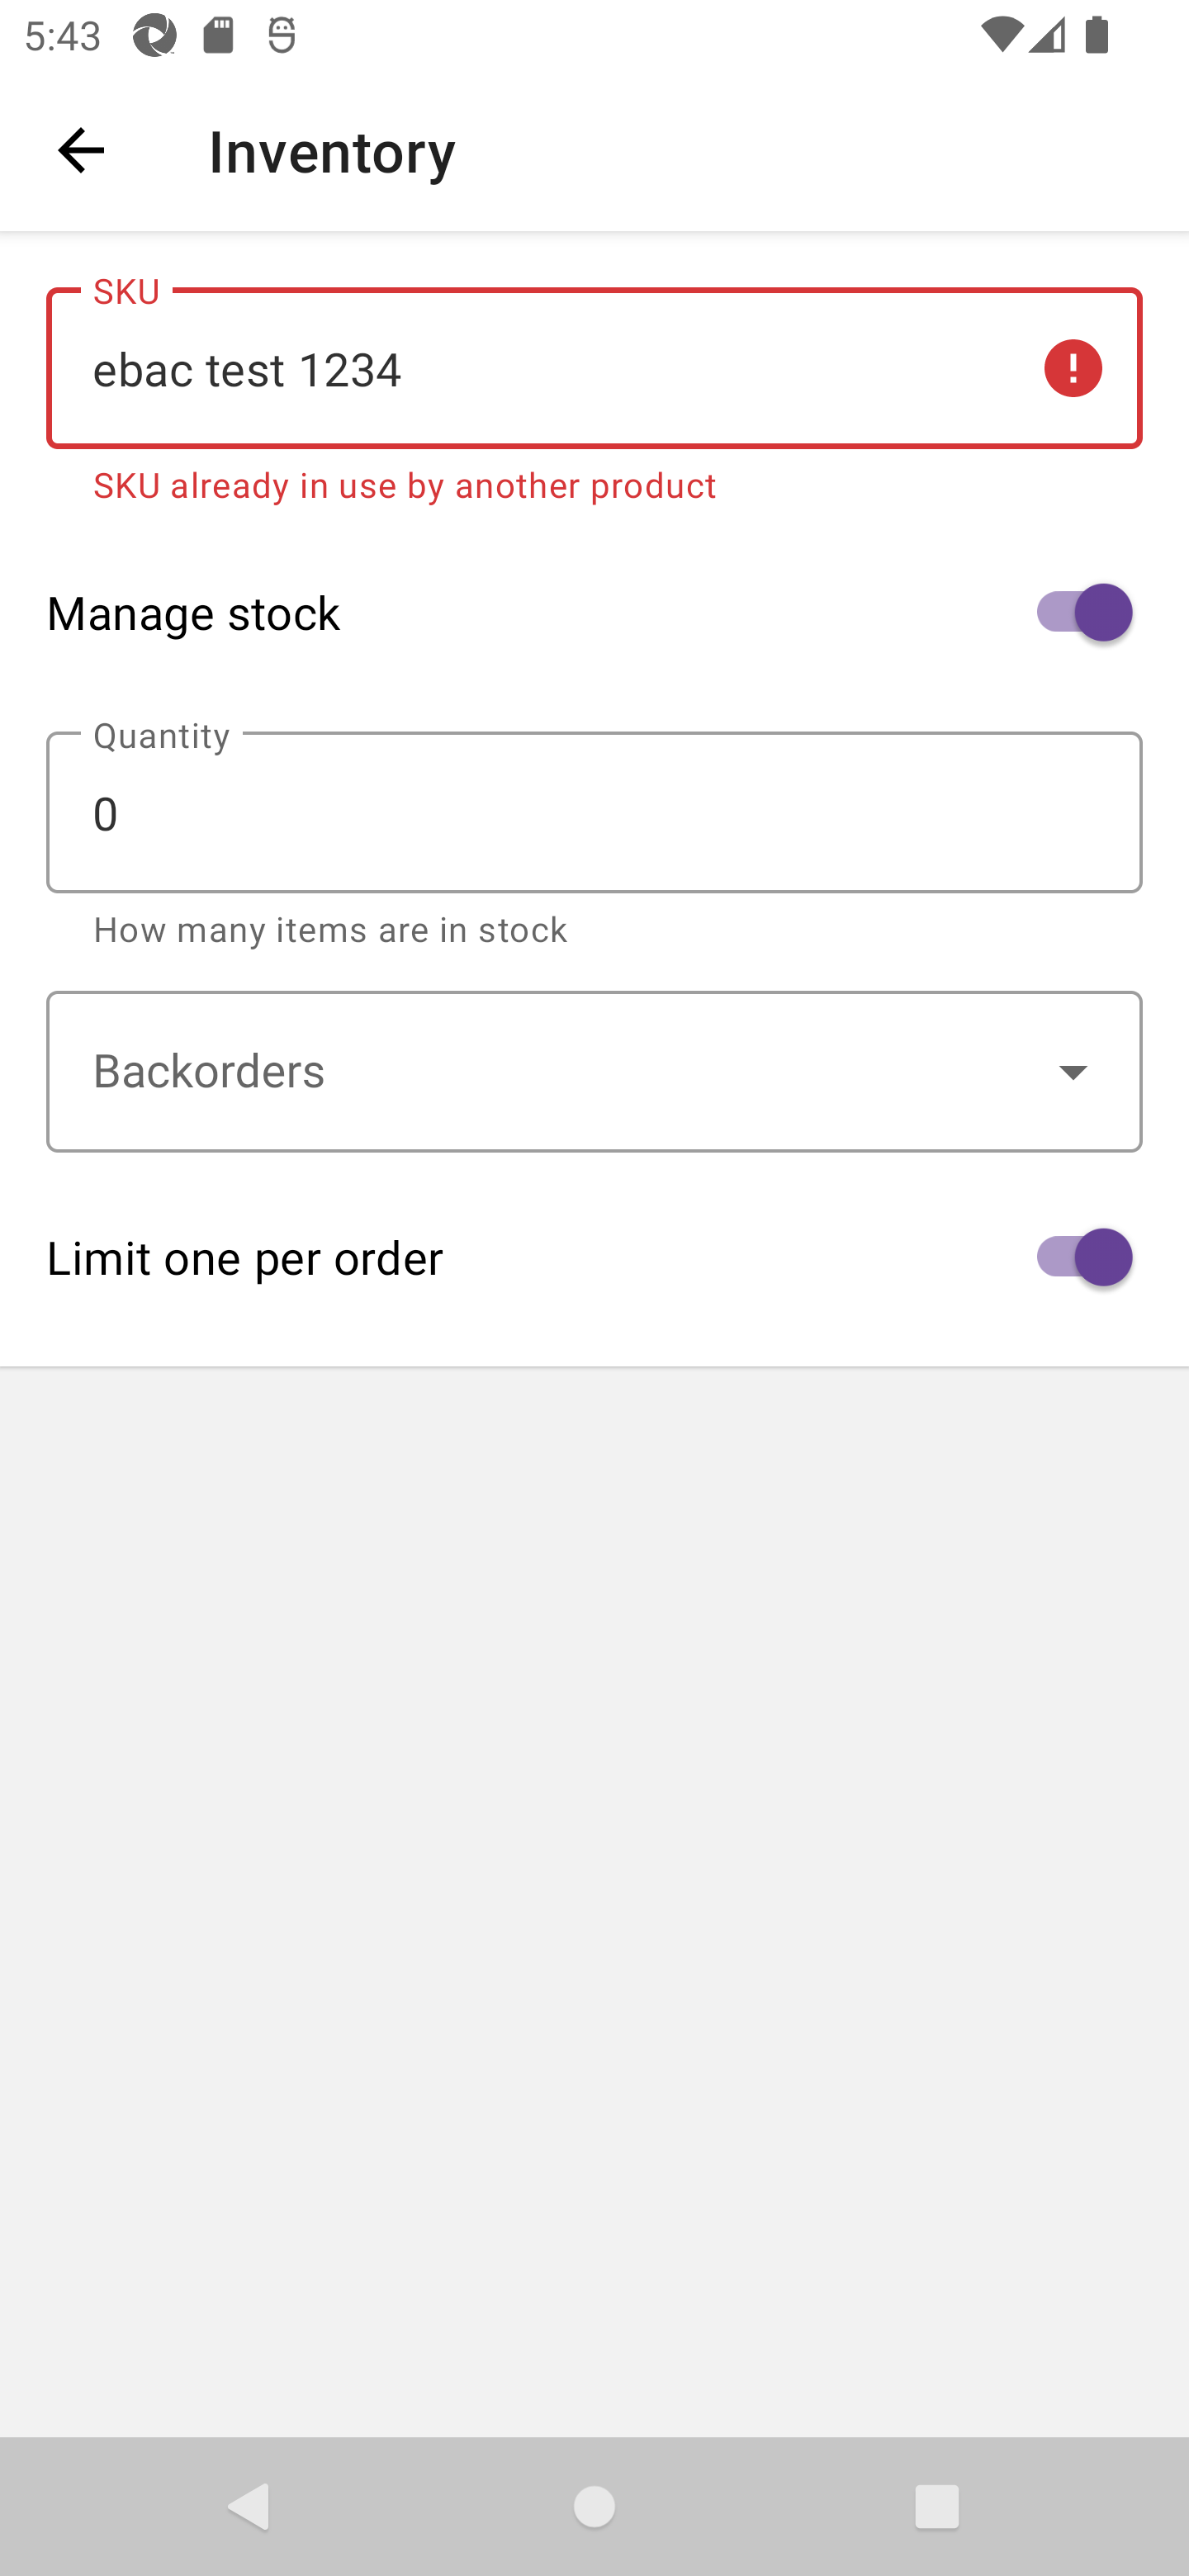 5:43
Inventory
SKU
ebac test 1234
SKU already in use by another product
Manage stock
Quantity
0
How many items are in stock
Backorders
Limit one per order